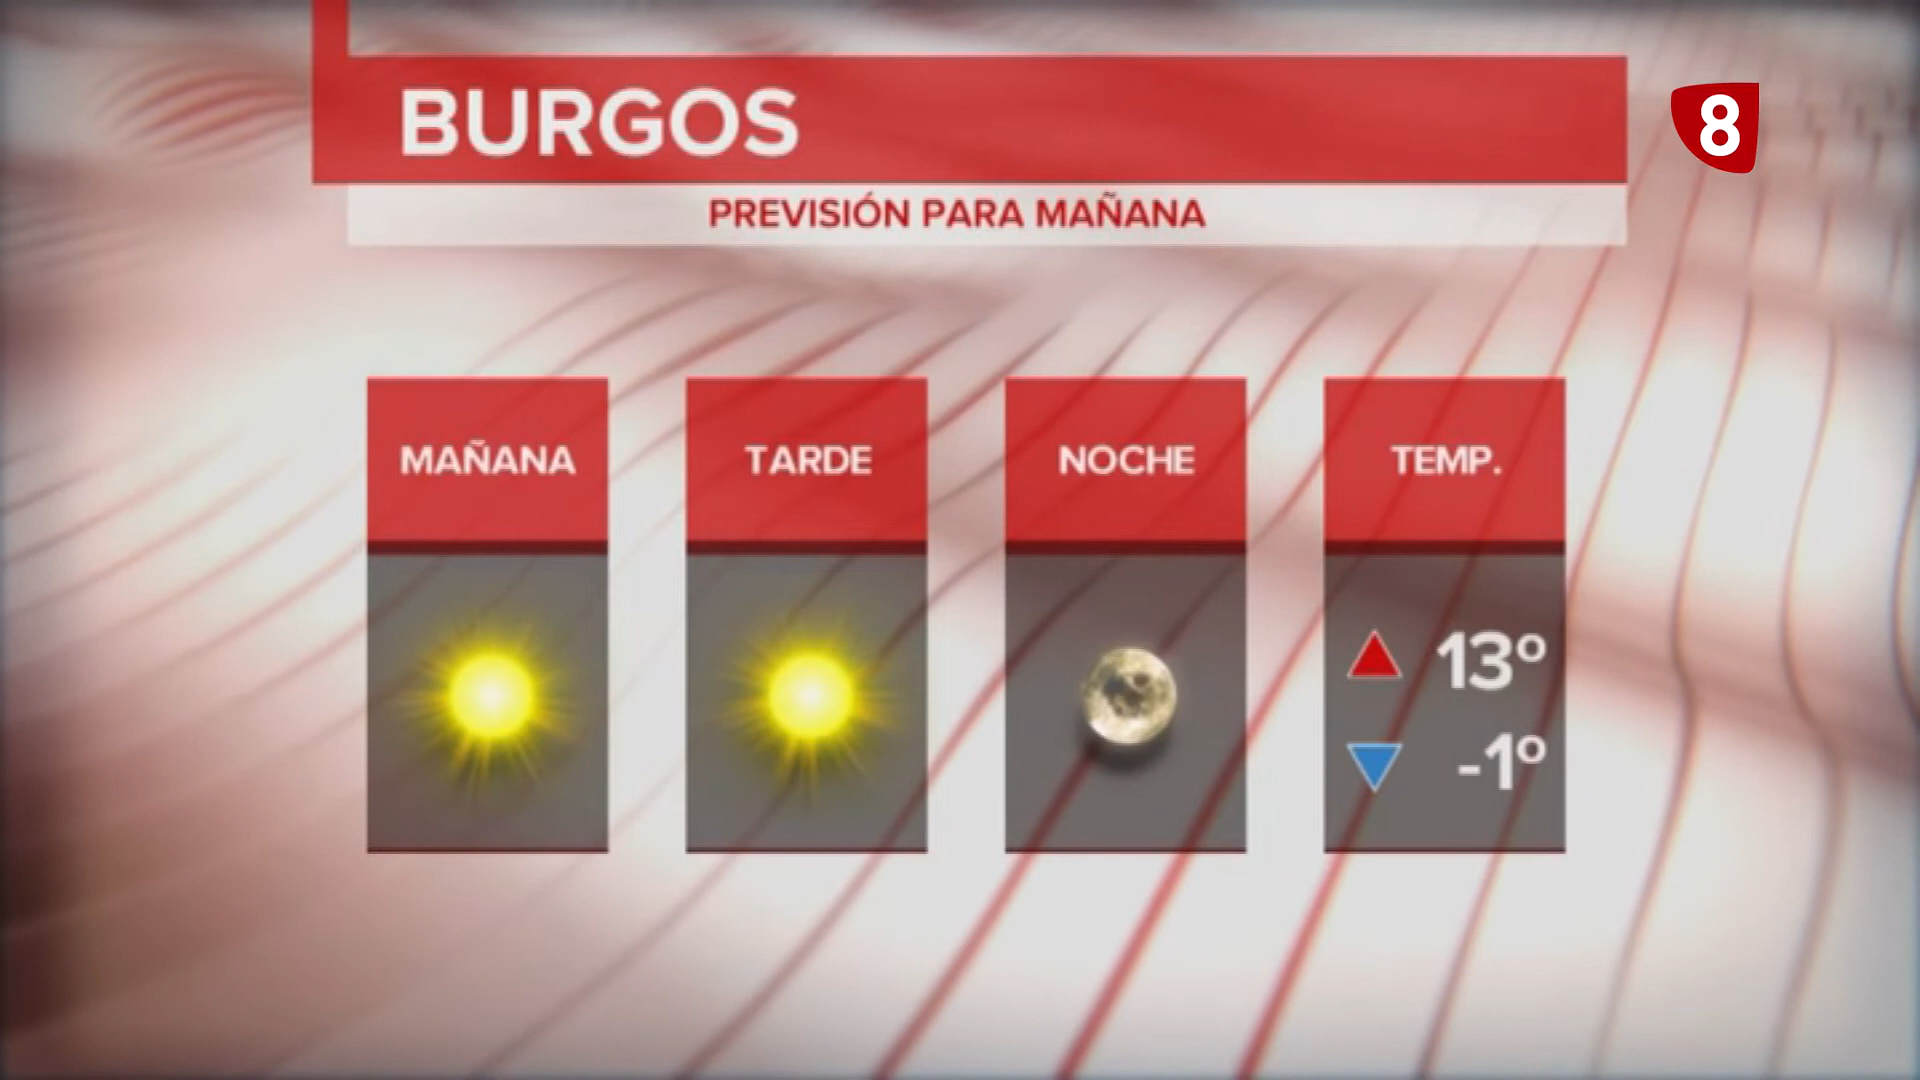 BURGOS
8
PREVISIÓN PARA MAÑANA
MAÑANA
TARDE
NOCHE
TEMP.
13º
-1º